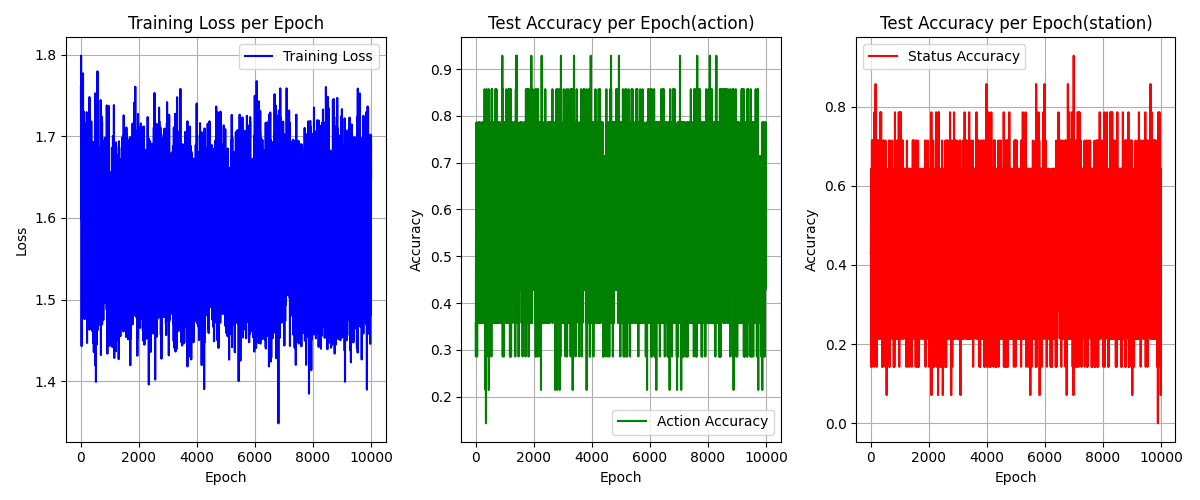 Training Loss per Epoch
Training Loss
1.8
1.7
1.6
1.5
1.4
Loss
0 2000 4000 6000 8000 10000
Epoch
Test Accuracy per Epoch(action)
0.9
0.8
0.7
0.6
0.5
0.4
0.3
0.2
Accuracy
Action Accuracy
0 2000 4000 6000 8000 10000
Epoch
Test Accuracy per Epoch(station)
Status Accuracy
0.8
0.6
0.4
0.2
0.0
Accuracy
0 2000 4000 6000 8000 10000
Epoch